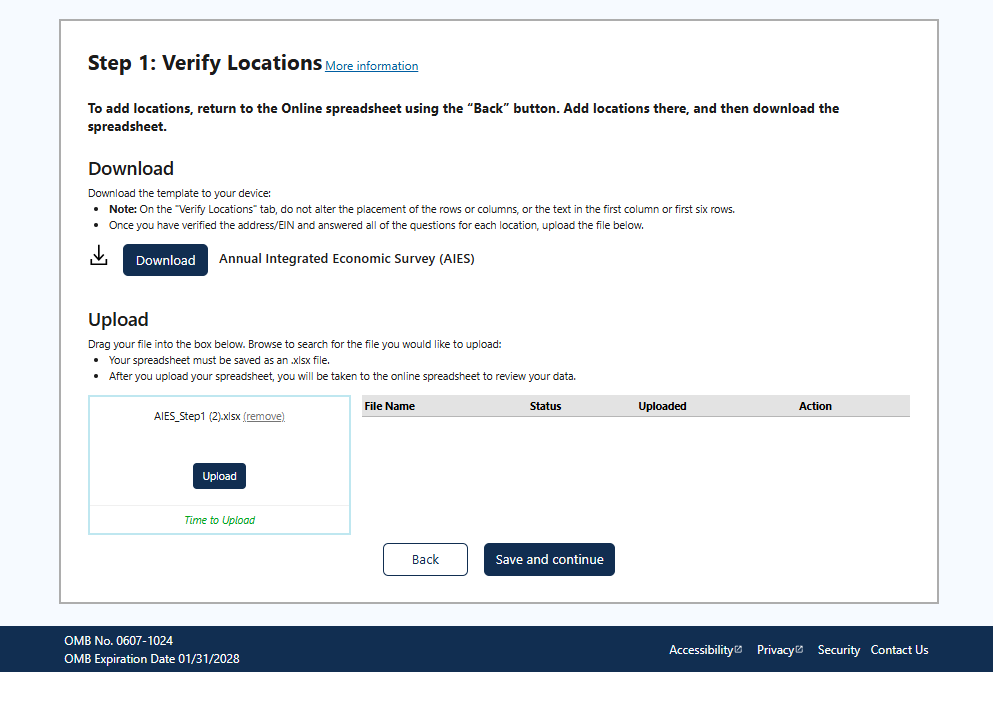 Step 1: Verify Locations More information
To add locations, return to the Online spreadsheet using the “Back” button. Add locations there, and then download the
spreadsheet.
Download
Download the template to your device:
Note: On the "Verify Locations" tab, do not alter the placement of the rows or columns, or the text in the first column or first six rows.
Once you have verified the address/EIN and answered all of the questions for each location, upload the file below.
Download Annual Integrated Economic Survey (AIES)
Upload
Drag your file into the box below. Browse to search for the file you would like to upload:
Your spreadsheet must be saved as an .xlsx file.
After you upload your spreadsheet, you will be taken to the online spreadsheet to review your data.
AIES_Step1 (2).xlsx (remove)
Upload
Time to Upload
File Name Status Uploaded Action
Back Save and continue
OMB No. 0607-1024
OMB Expiration Date 01/31/2028
Accessibility Privacy Security Contact Us